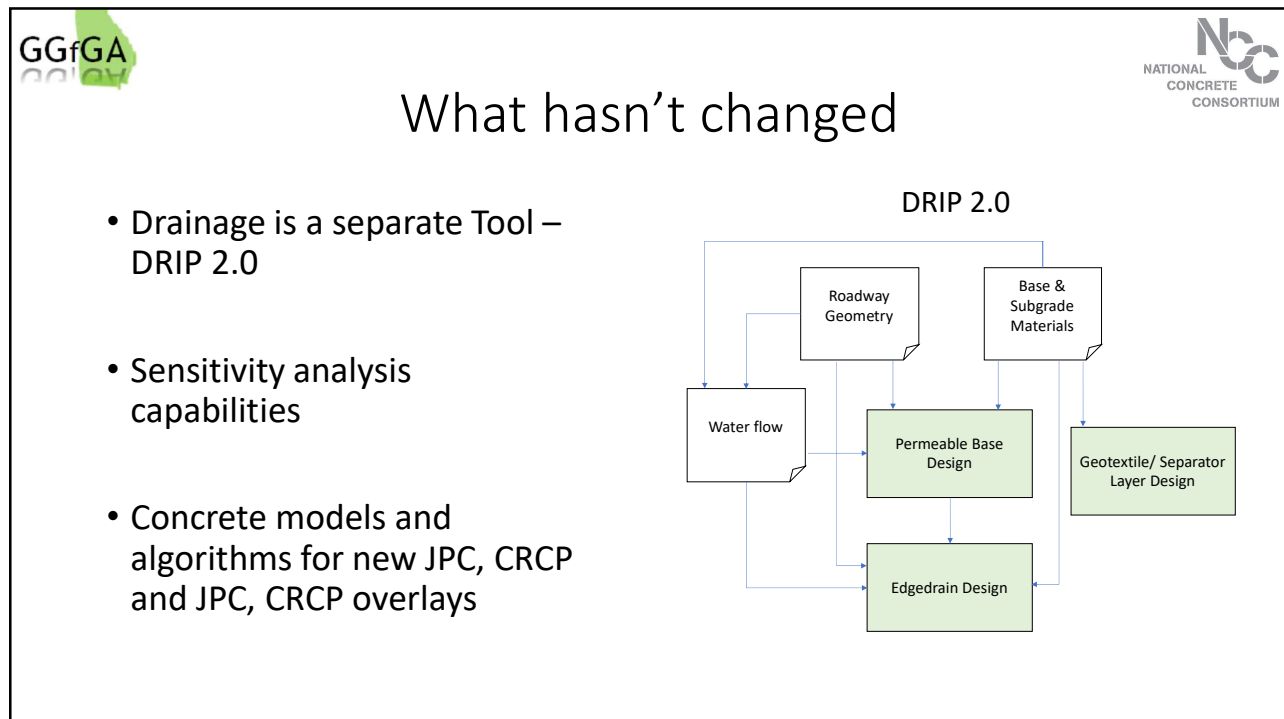 GGfGA
NCC
NATIONAL
CONCRETE
CONSORTIUM
What hasn't changed
• Drainage is a separate Tool –
DRIP 2.0
• Sensitivity analysis
capabilities
• Concrete models and
algorithms for new JPC, CRCP
and JPC, CRCP overlays
DRIP 2.0
Roadway
Geometry
Base &
Subgrade
Materials
Water flow
Permeable Base
Design
Geotextile/ Separator
Layer Design
Edgedrain Design